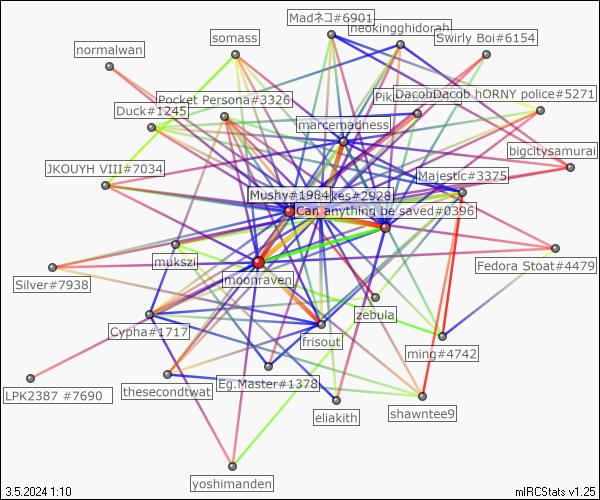 Madネコ#6901
neokingghidorah
somass
Swirly Boi#6154
normalwan
Pocket Persona#3326
DacobDacob hORNY police#5271
Duck#1245
marcemadness
bigcitysamurai
JKOUYH VIII#7034
Majestic#3375
Mushy#1984
kes#2928
Can anything be saved#0396
mukszi
Fedora Stoat#4479
moonraven
Silver#7938
zebula
Cypha#1717
frisout
ming#4742
Eg.Master#1378
LPK2387 #7690
thesecondtwat
shawntee9
eliakith
yoshimanden
3.5.2024 1:10
mIRCStats v1.25